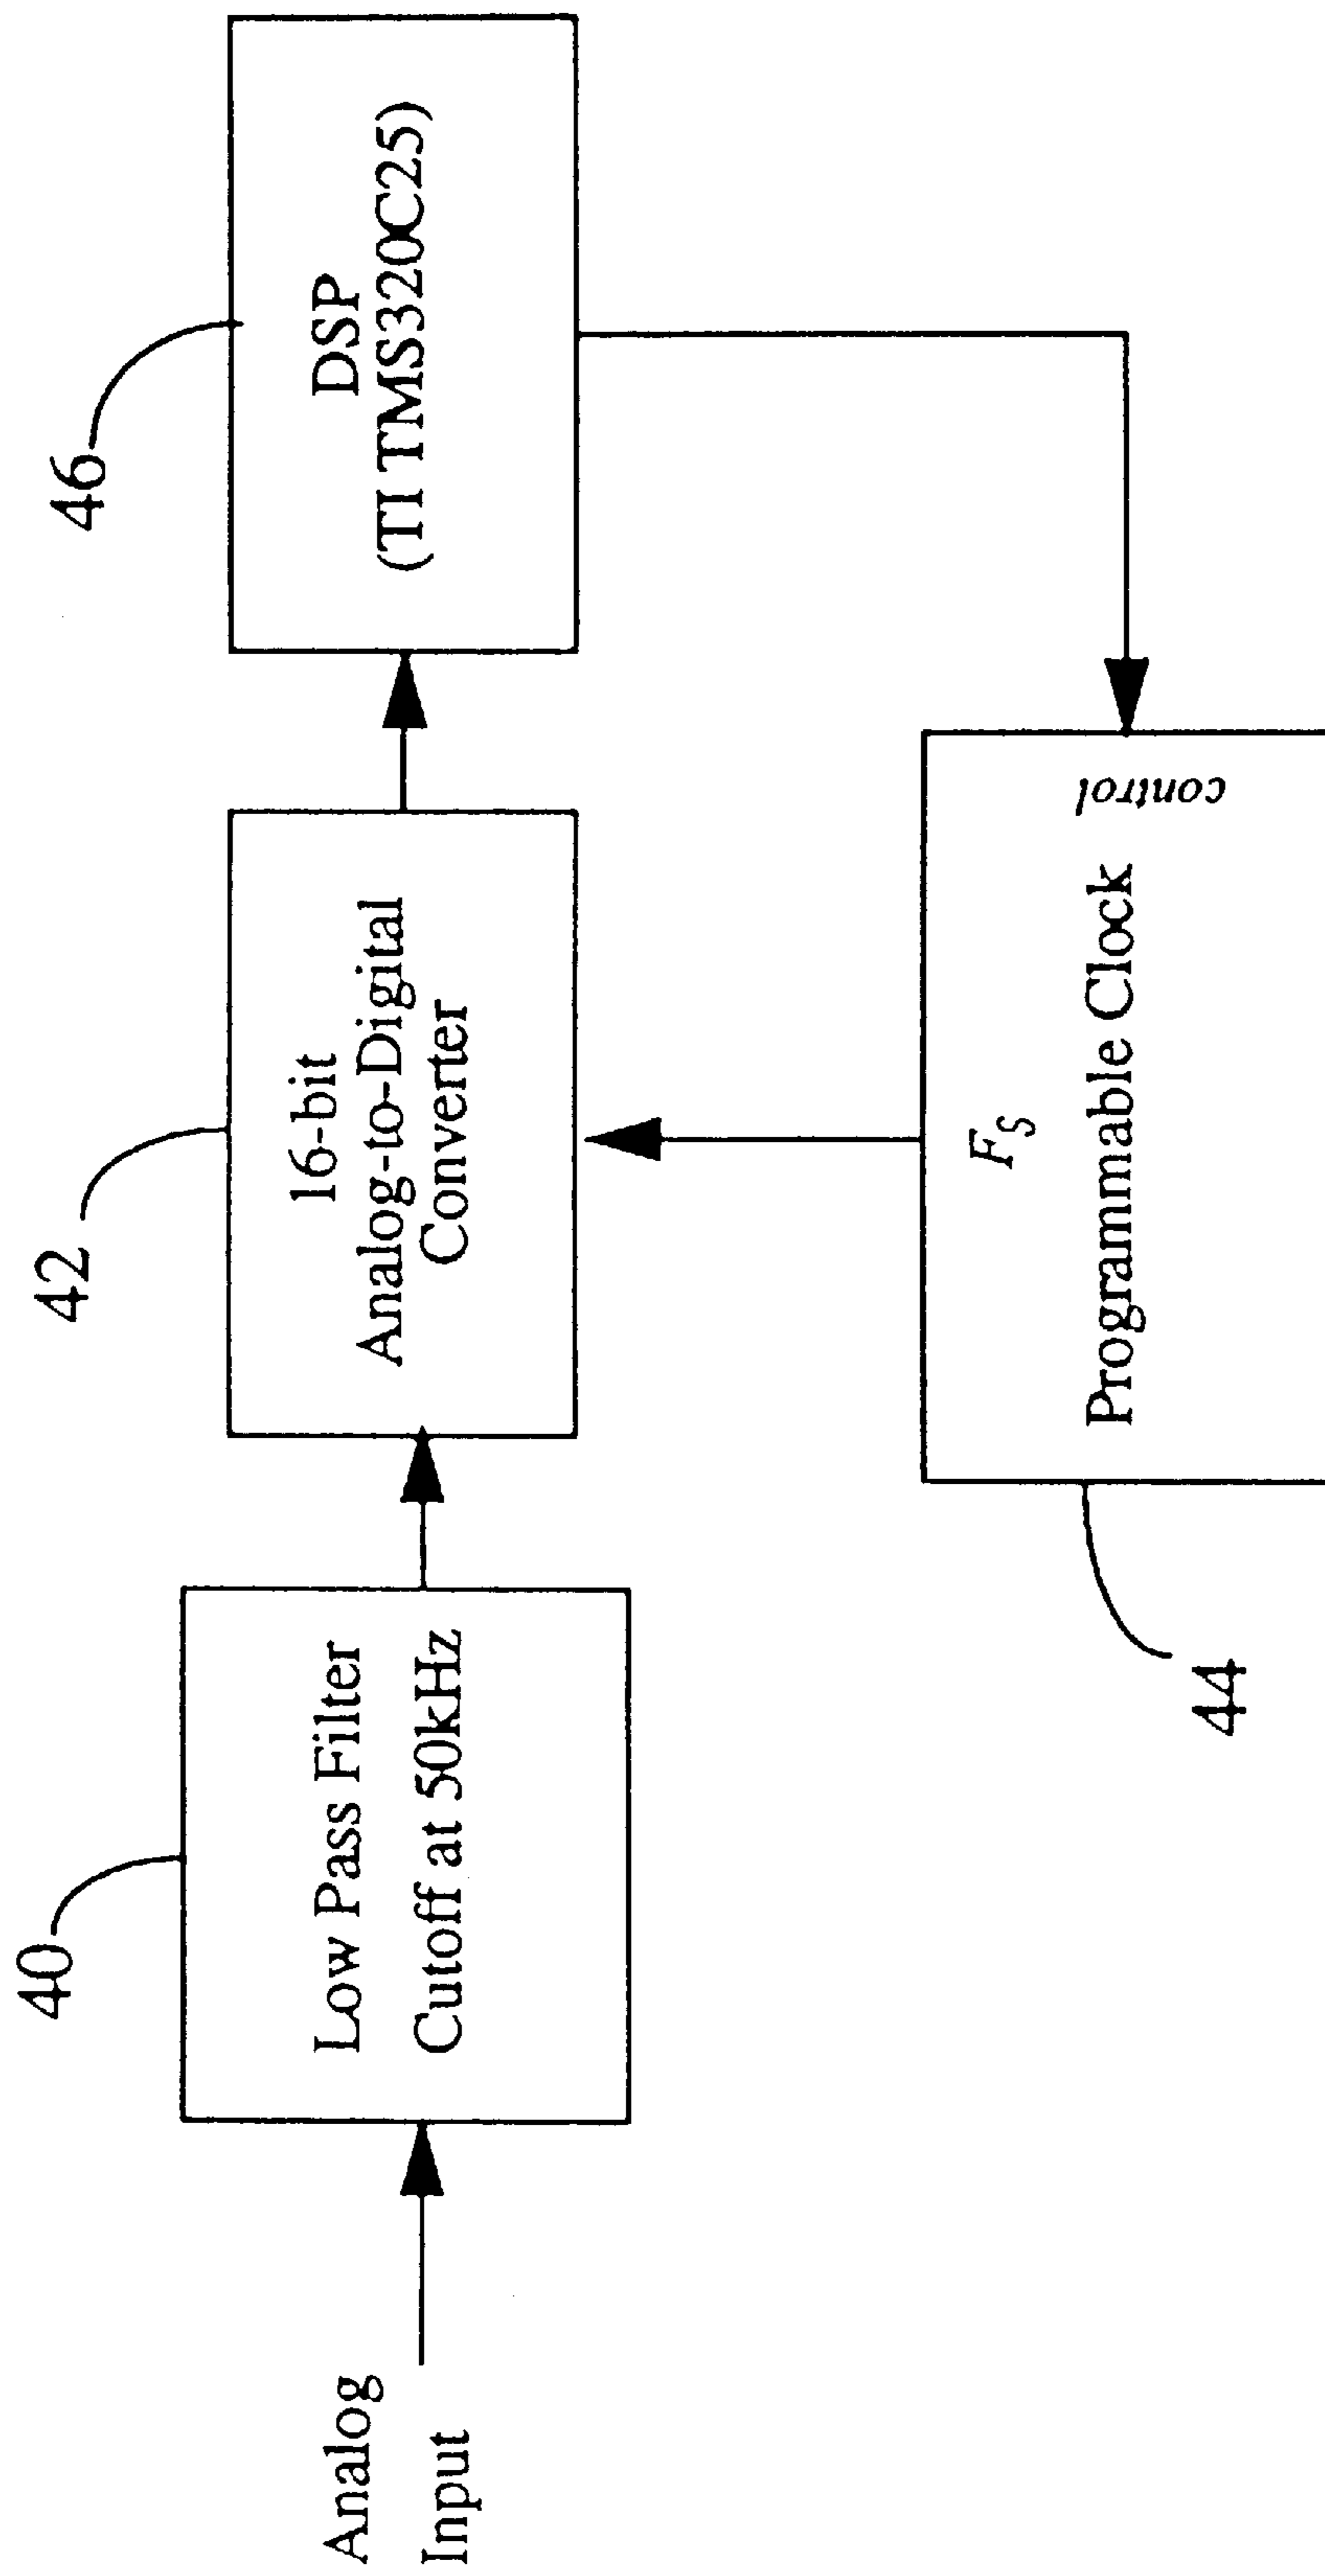 40
42
46
Analog
Input
Low Pass Filter
Cutoff at 50kHz
16-bit
Analog-to-Digital
Converter
DSP
(TI TMS320C25)
F_S
Programmable Clock
control
44